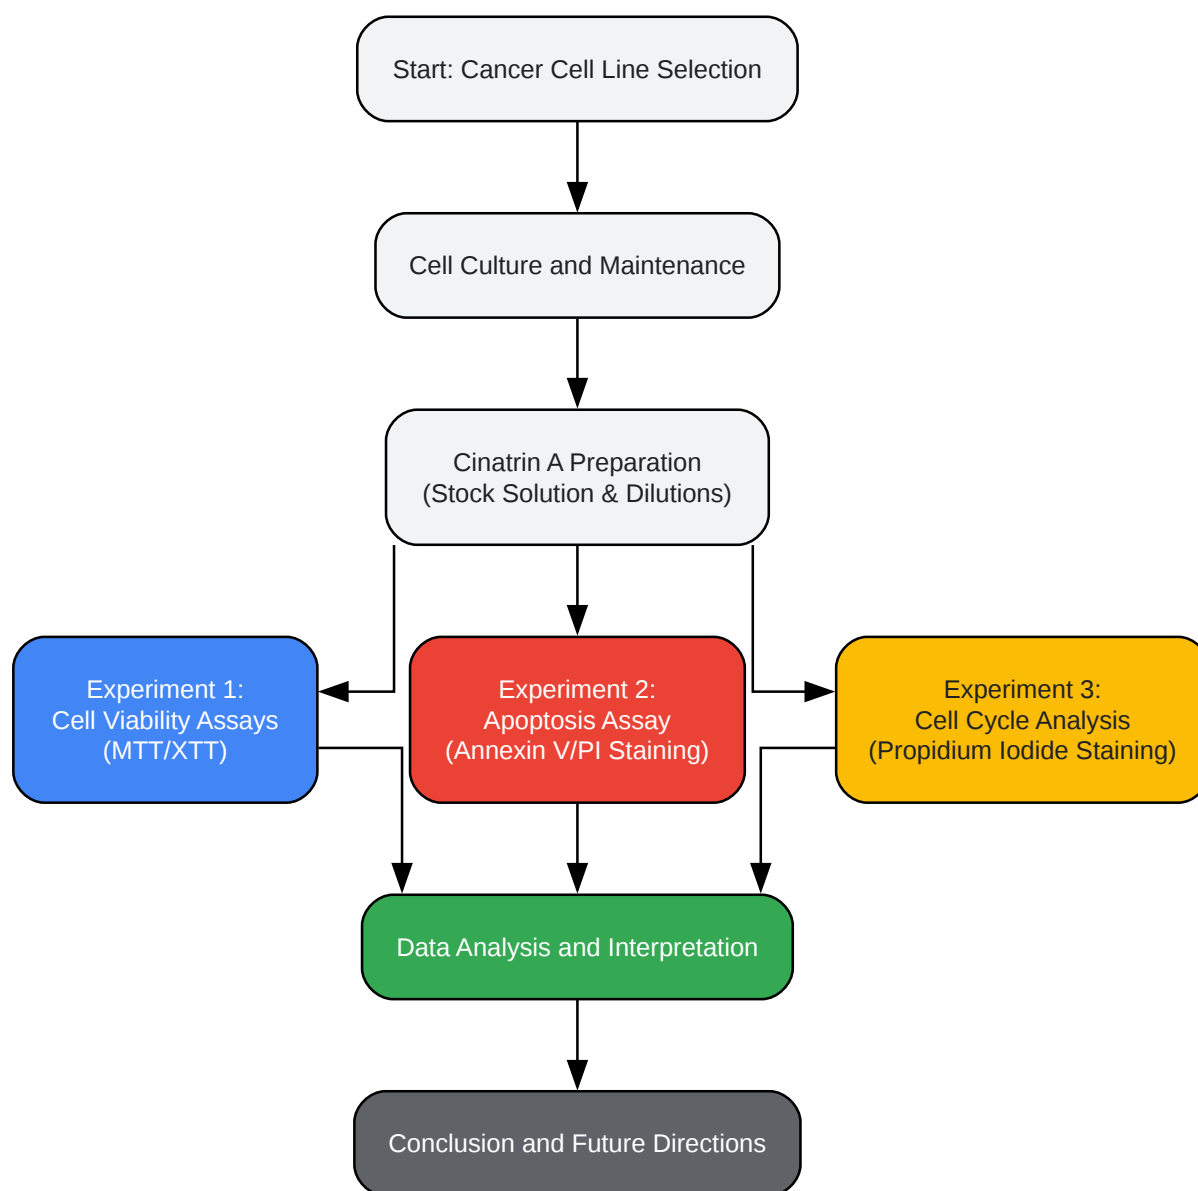 Start: Cancer Cell Line Selection
Cell Culture and Maintenance
Cinatrin A Preparation
(Stock Solution & Dilutions)
Experiment 1:
Cell Viability Assays
(MTT/XTT)
Experiment 2:
Apoptosis Assay
(Annexin V/PI Staining)
Experiment 3:
Cell Cycle Analysis
(Propidium Iodide Staining)
Data Analysis and Interpretation
Conclusion and Future Directions